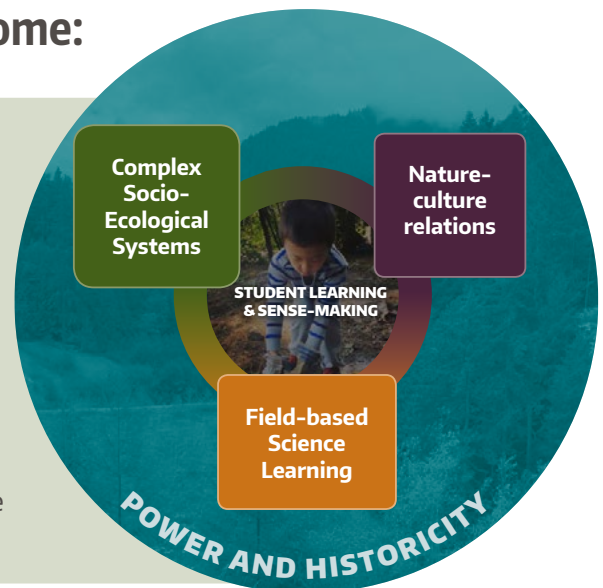 ome:
Complex
Socio-
Ecological
Systems
Nature-
culture
relations
STUDENT LEARNING
& SENSE-MAKING
Field-based
Science
Learning
e
POWER AND HISTORICITY